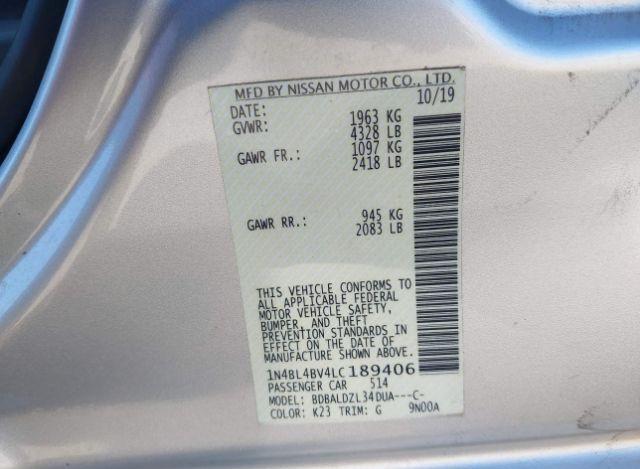 MFD BY NISSAN MOTOR CO., LTD.
DATE: 10/19
GVWR: 1963 KG
4328 LB
GAWR FR.: 1097 KG
2418 LB
GAWR RR.: 945 KG
2083 LB
THIS VEHICLE CONFORMS TO
ALL APPLICABLE FEDERAL
MOTOR VEHICLE SAFETY,
BUMPER, AND THEFT
PREVENTION STANDARDS IN
EFFECT ON THE DATE OF
MANUFACTURE SHOWN ABOVE.
1N4BL4BV4LC189406
PASSENGER CAR 514
MODEL: BDBALDZL34DUA---C-
COLOR: K23 TRIM: G 9N00A